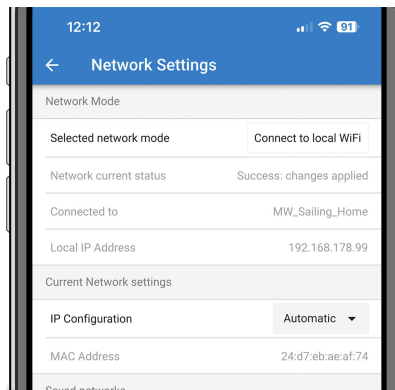 12:12
91
Network Settings
Network Mode
Selected network mode Connect to local WiFi
Network current status Success: changes applied
Connected to MW_Sailing_Home
Local IP Address 192.168.178.99
Current Network settings
IP Configuration Automatic
MAC Address 24:d7:eb:ae:af:74
Saved networks